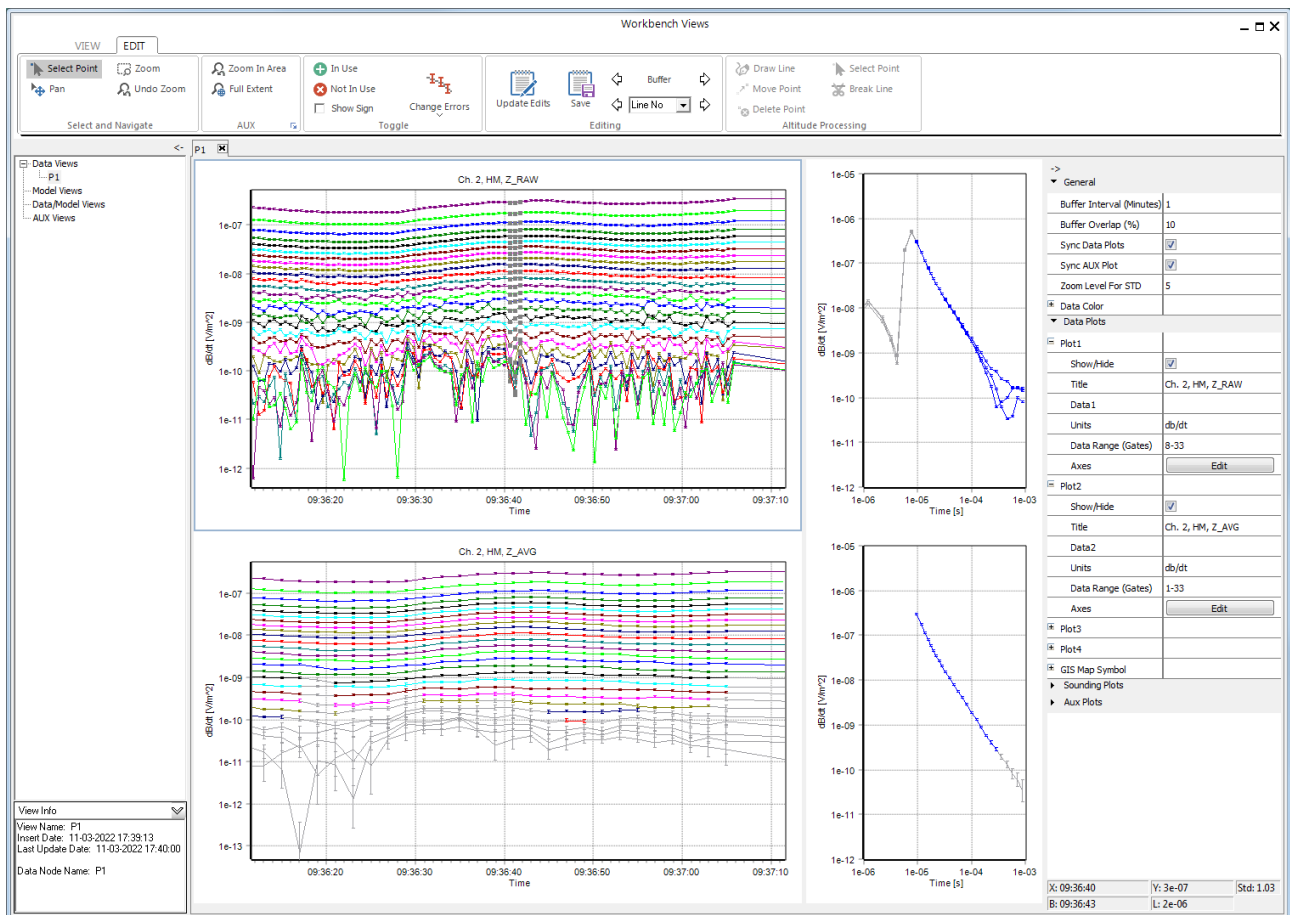 Workbench Views
VIEW EDIT
Select Point Zoom Zoom In Area In Use Draw Line Select Point
Pan Undo Zoom Full Extent Not In Use Buffer Move Point Break Line
Show Sign Change Errors Update Edits Save Line No Delete Point
Select and Navigate AUX Toggle Editing Altitude Processing
<-
Data Views
P1
Model Views
Data/Model Views
AUX Views
View Info
View Name: P1
Insert Date: 11-03-2022 17:39:13
Last Update Date: 11-03-2022 17:40:00
Data Node Name: P1
P1
Ch. 2, HM, Z_RAW
dB/dt [V/m^2]
1e-07
1e-08
1e-09
1e-10
1e-11
1e-12
09:36:20 09:36:30 09:36:40 09:36:50 09:37:00 09:37:10
Time
dB/dt [V/m^2]
1e-05
1e-06
1e-07
1e-08
1e-09
1e-10
1e-11
1e-12
1e-06 1e-05 1e-04 1e-03
Time [s]
Ch. 2, HM, Z_AVG
dB/dt [V/m^2]
1e-07
1e-08
1e-09
1e-10
1e-11
1e-12
1e-13
09:36:20 09:36:30 09:36:40 09:36:50 09:37:00 09:37:10
Time
dB/dt [V/m^2]
1e-05
1e-06
1e-07
1e-08
1e-09
1e-10
1e-11
1e-12
1e-06 1e-05 1e-04 1e-03
Time [s]
->
General
Buffer Interval (Minutes) 1
Buffer Overlap (%) 10
Sync Data Plots
Sync AUX Plot
Zoom Level For STD 5
Data Color
Data Plots
Plot1
Show/Hide
Title Ch. 2, HM, Z_RAW
Data1
Units db/dt
Data Range (Gates) 8-33
Axes Edit
Plot2
Show/Hide
Title Ch. 2, HM, Z_AVG
Data2
Units db/dt
Data Range (Gates) 1-33
Axes Edit
Plot3
Plot4
GIS Map Symbol
Sounding Plots
Aux Plots
X: 09:36:40 Y: 3e-07 Std: 1.03
B: 09:36:43 L: 2e-06